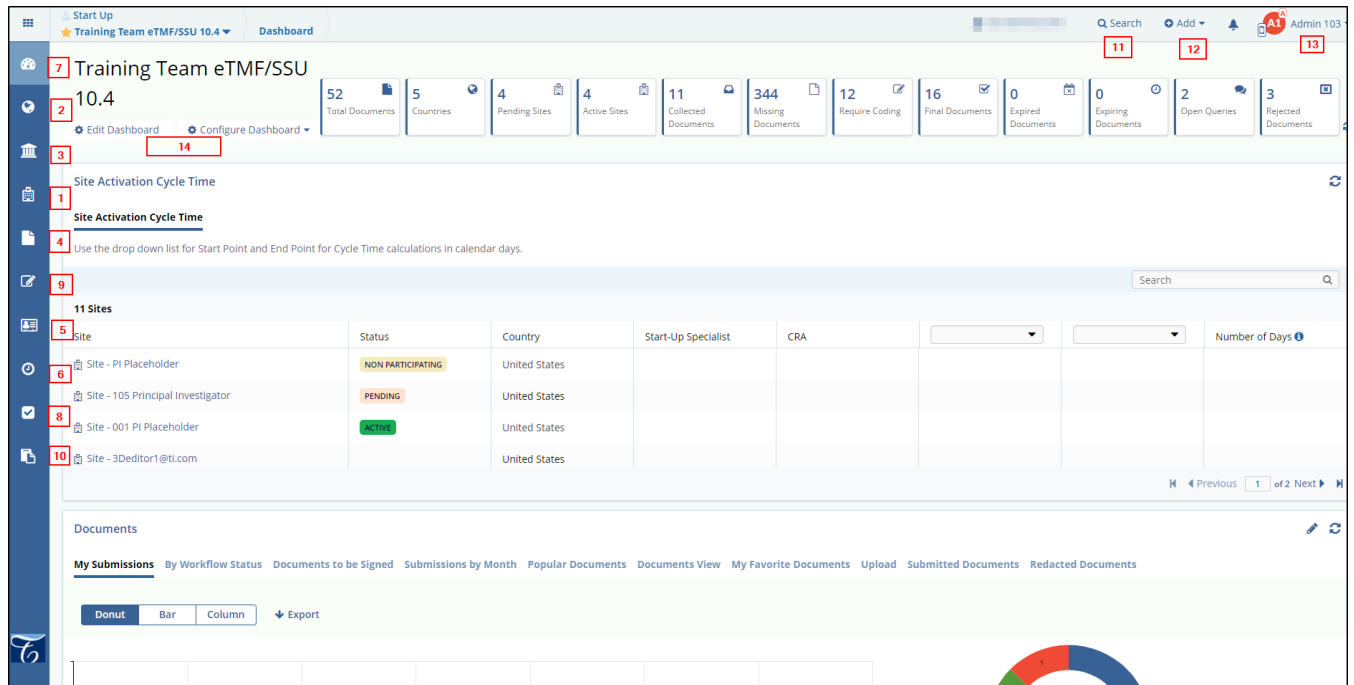 Start Up
Training Team eTMF/SSU 10.4
Dashboard
Search
Add
A
A1
Admin 103
11
12
13
7
Training Team eTMF/SSU
10.4
Edit Dashboard
Configure Dashboard
14
52
Total Documents
5
Countries
4
Pending Sites
4
Active Sites
11
Collected
Documents
344
Missing
Documents
12
Require Coding
16
Final Documents
0
Expired
Documents
0
Expiring
Documents
2
Open Queries
3
Rejected
Documents
2
3
1
4
9
5
6
8
10
Site Activation Cycle Time
Site Activation Cycle Time
Use the drop down list for Start Point and End Point for Cycle Time calculations in calendar days.
Search
11 Sites
Site Status Country Start-Up Specialist CRA Number of Days
Site - PI Placeholder NON PARTICIPATING United States
Site - 105 Principal Investigator PENDING United States
Site - 001 PI Placeholder ACTIVE United States
Site - 3Deditor1@ti.com United States
Previous 1 of 2 Next
Documents
My Submissions By Workflow Status Documents to be Signed Submissions by Month Popular Documents Documents View My Favorite Documents Upload Submitted Documents Redacted Documents
Donut Bar Column Export
1